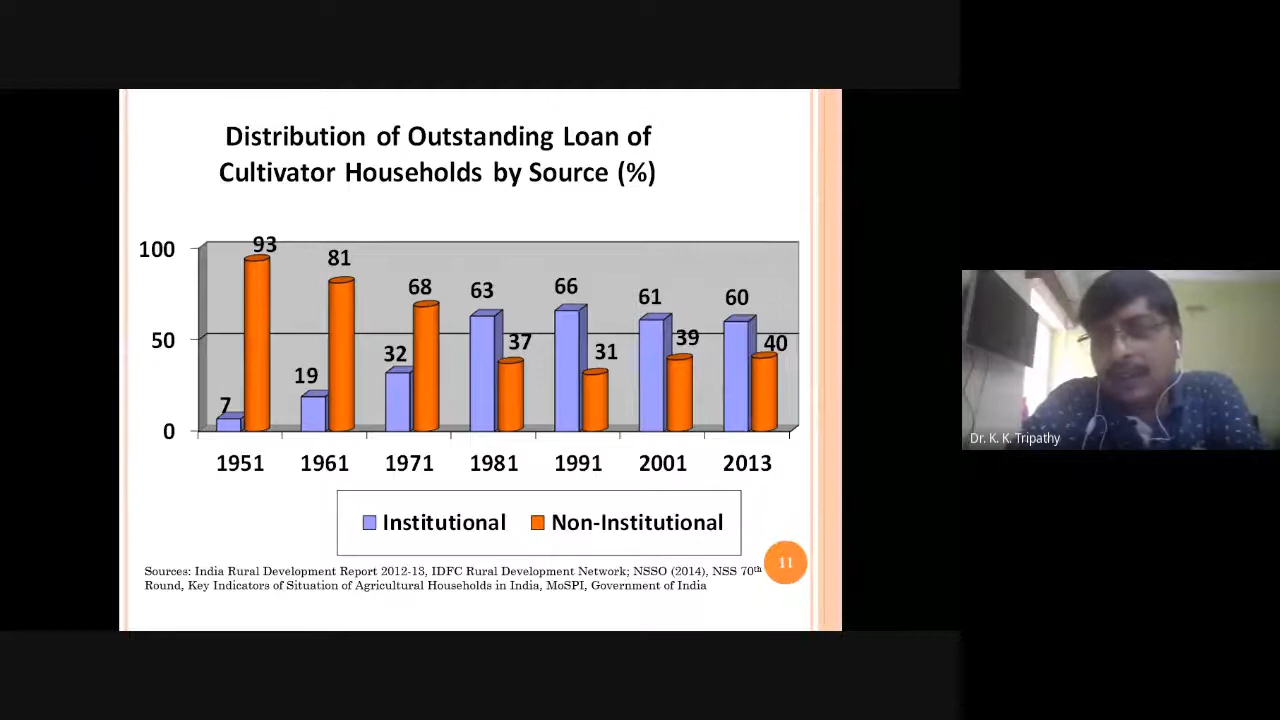 Distribution of Outstanding Loan of
Cultivator Households by Source (%)
100
50
0
93
81
68
63
66
61
60
7
19
32
37
31
39
40
1951 1961 1971 1981 1991 2001 2013
Institutional Non-Institutional
Sources: India Rural Development Report 2012-13, IDFC Rural Development Network; NSSO (2014), NSS 70th
Round, Key Indicators of Situation of Agricultural Households in India, MoSPI, Government of India
11
Dr. K. K. Tripathy